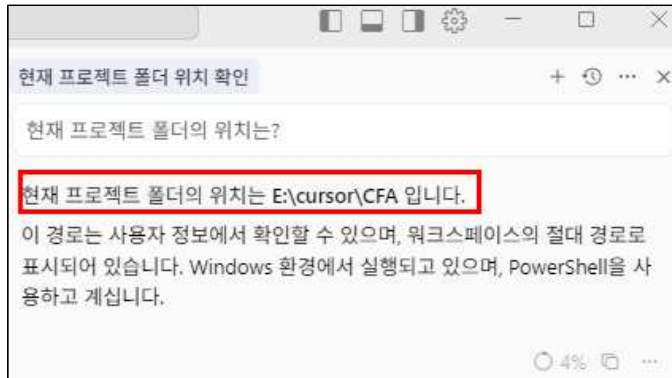 현재 프로젝트 폴더 위치 확인
현재 프로젝트 폴더의 위치는?
현재 프로젝트 폴더의 위치는 E:\cursor\CFA 입니다.
이 경로는 사용자 정보에서 확인할 수 있으며, 워크스페이스의 절대 경로로
표시되어 있습니다. Windows 환경에서 실행되고 있으며, PowerShell을 사
용하고 계십니다.
4%